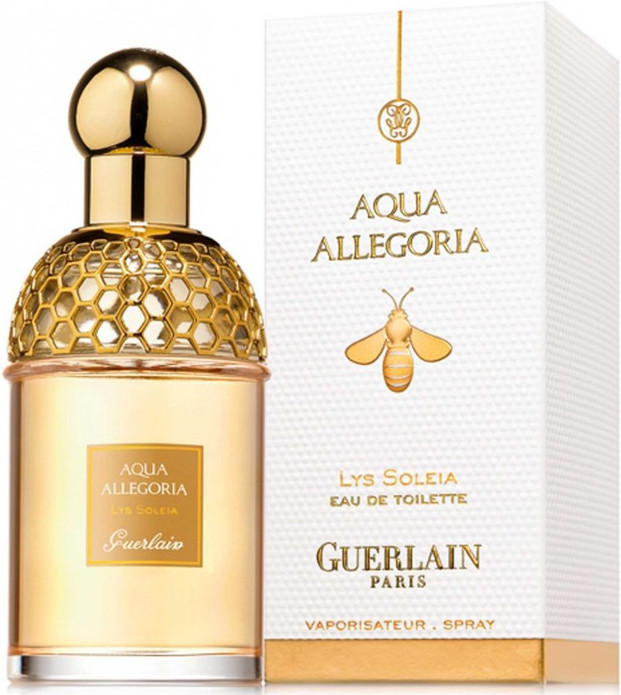 AQUA
ALLEGORIA
LYS SOLEIA
Guerlain
AQUA
ALLEGORIA
LYS SOLEIA
EAU DE TOILETTE
GUERLAIN
PARIS
VAPORISATEUR . SPRAY